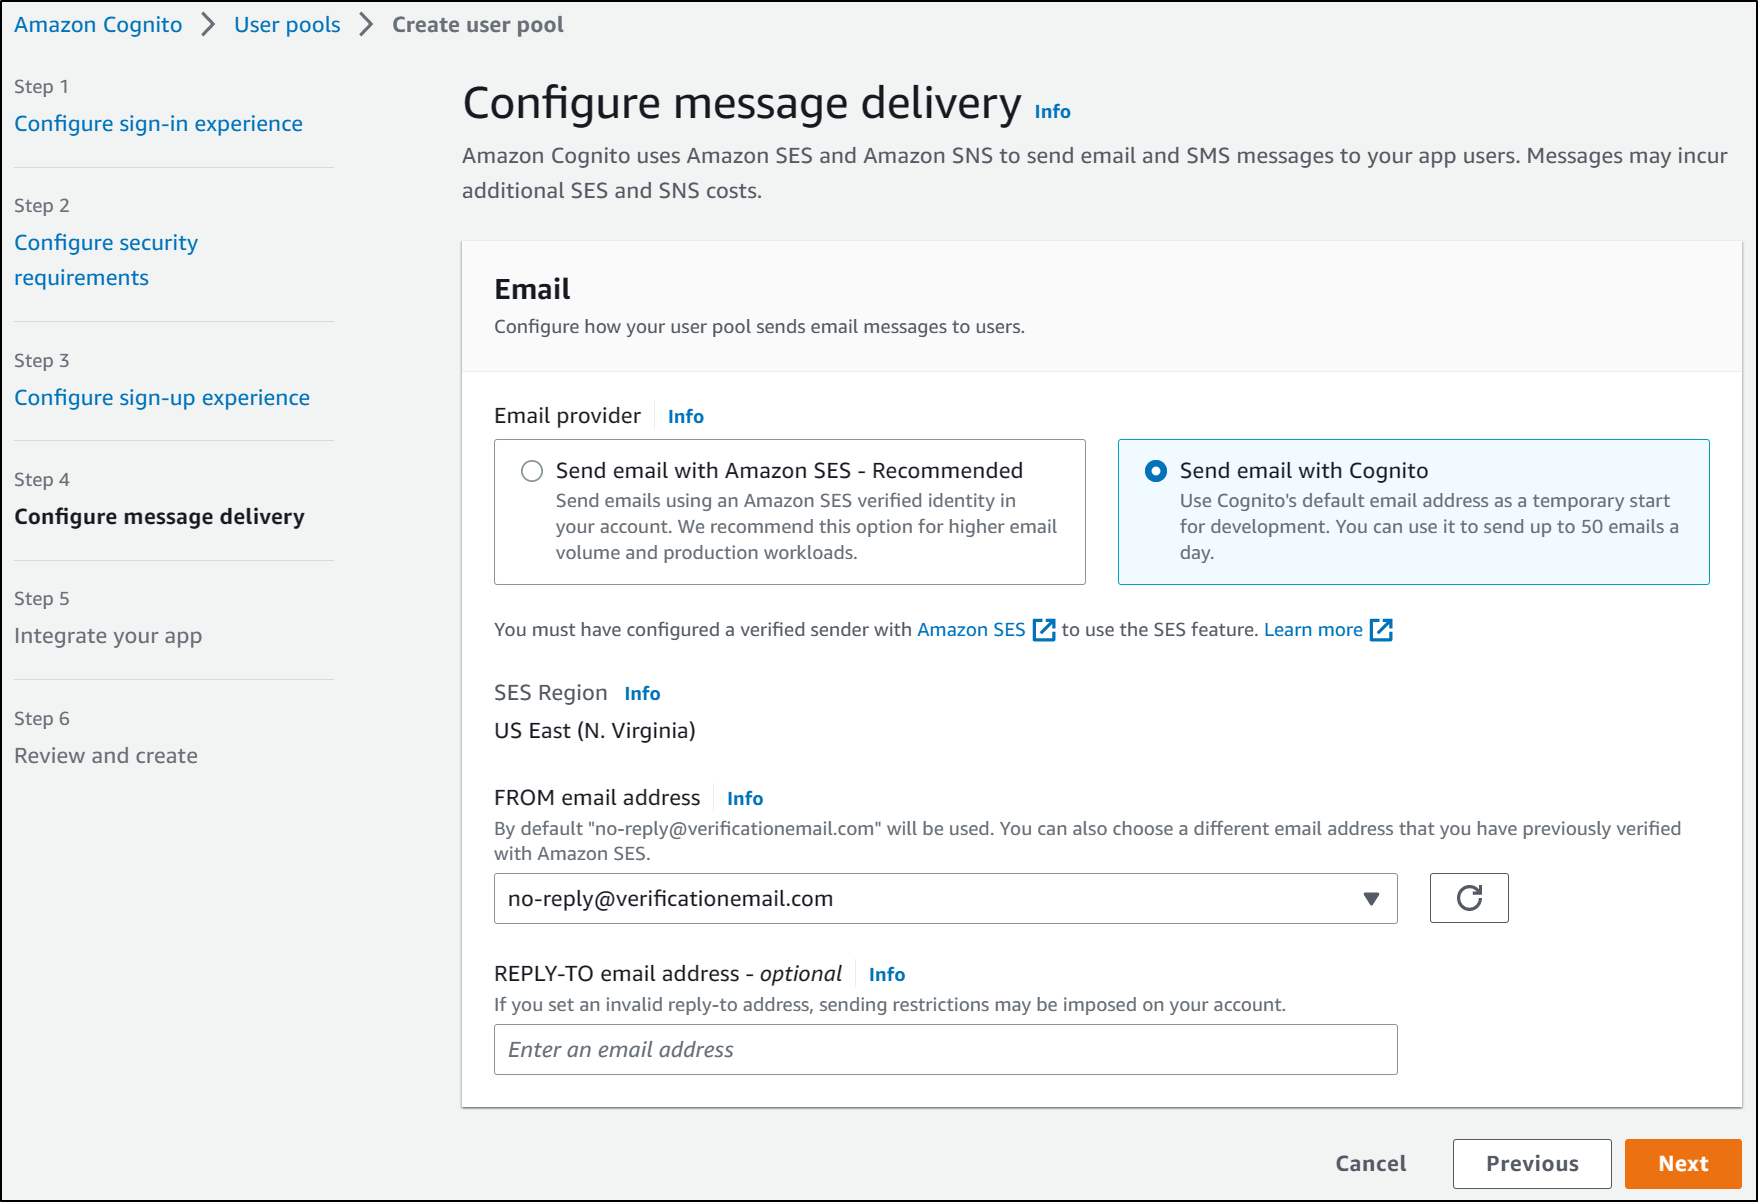 Amazon Cognito > User pools > Create user pool
Step 1
Configure sign-in experience
Step 2
Configure security
requirements
Step 3
Configure sign-up experience
Step 4
Configure message delivery
Step 5
Integrate your app
Step 6
Review and create
Configure message delivery Info
Amazon Cognito uses Amazon SES and Amazon SNS to send email and SMS messages to your app users. Messages may incur
additional SES and SNS costs.
Email
Configure how your user pool sends email messages to users.
Email provider Info
Send email with Amazon SES - Recommended
Send emails using an Amazon SES verified identity in
your account. We recommend this option for higher email
volume and production workloads.
Send email with Cognito
Use Cognito's default email address as a temporary start
for development. You can use it to send up to 50 emails a
day.
You must have configured a verified sender with Amazon SES to use the SES feature. Learn more
SES Region Info
US East (N. Virginia)
FROM email address Info
By default "no-reply@verificationemail.com" will be used. You can also choose a different email address that you have previously verified
with Amazon SES.
no-reply@verificationemail.com
REPLY-TO email address - optional Info
If you set an invalid reply-to address, sending restrictions may be imposed on your account.
Enter an email address
Cancel Previous Next